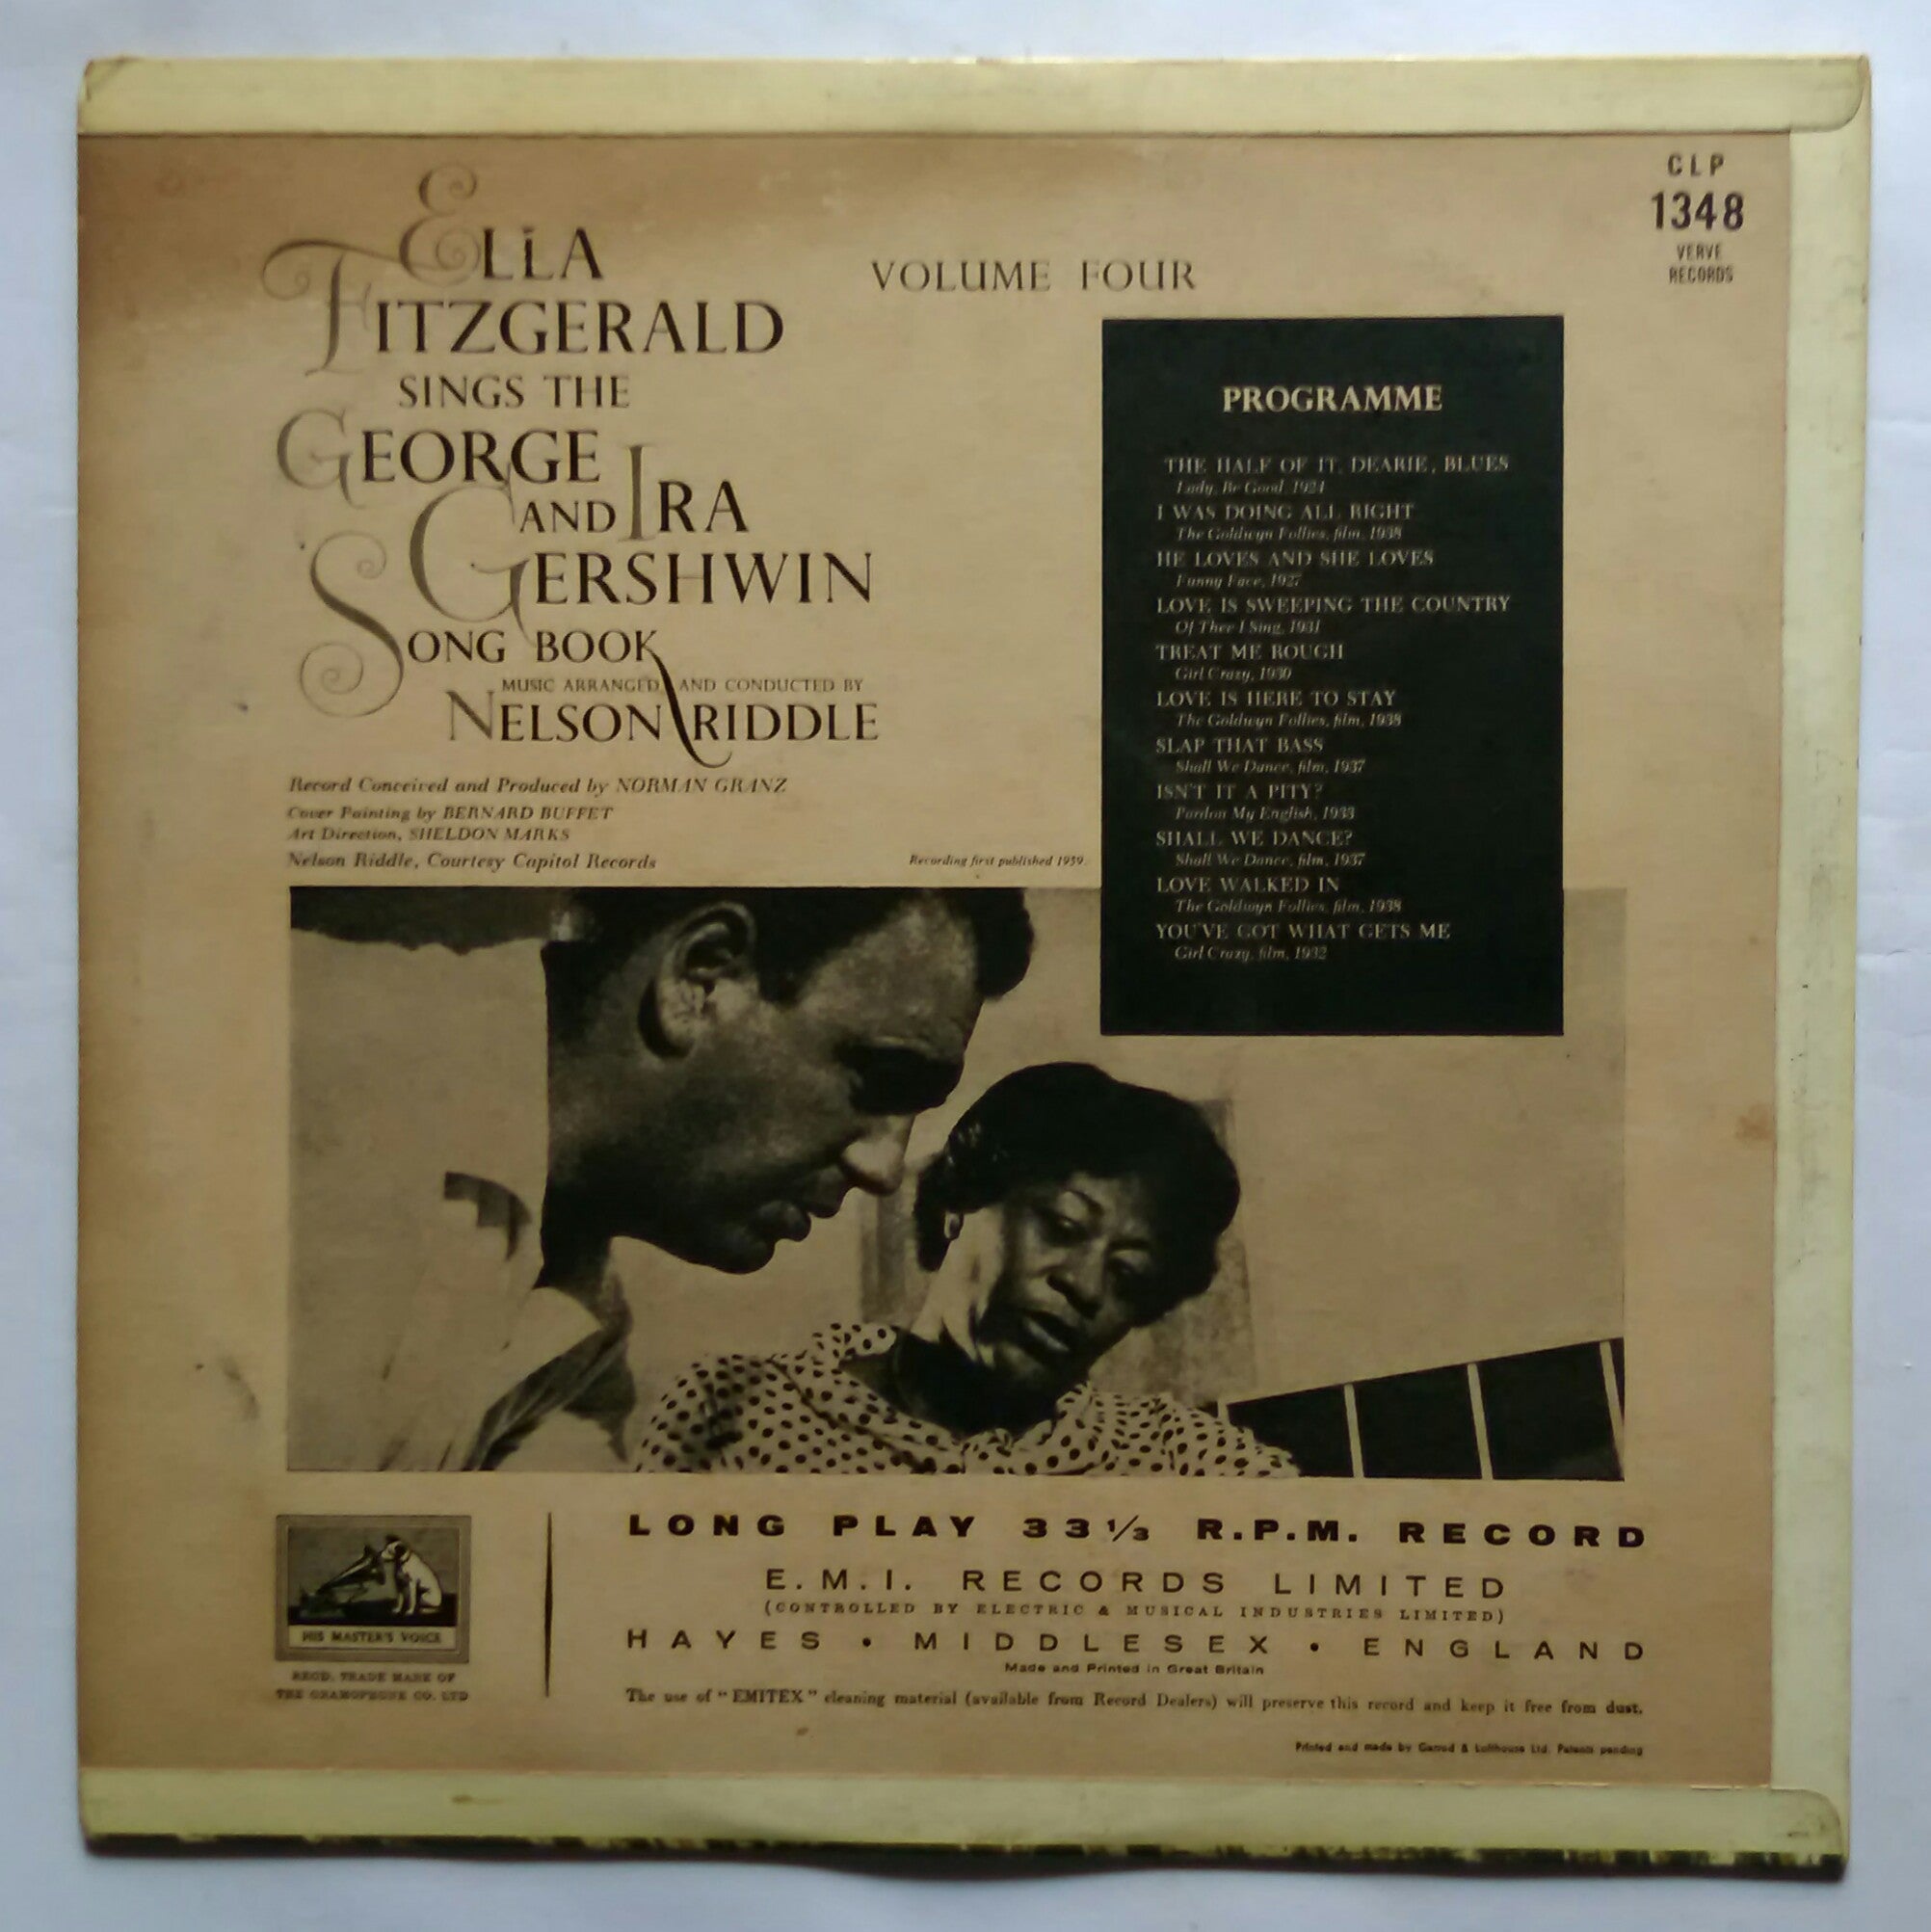 CLP
1348
VERVE
RECORDS
ELLA
FITZGERALD
SINGS THE
GEORGE
AND IRA
GERSHWIN
SONG BOOK
MUSIC ARRANGED AND CONDUCTED BY
NELSON RIDDLE
VOLUME FOUR
Record Conceived and Produced by NORMAN GRANZ
Cover Painting by BERNARD BUFFET
Art Direction, SHELDON MARKS
Nelson Riddle, Courtesy Capitol Records
Recording first published 1959.
PROGRAMME
THE HALF OF IT, DEARIE, BLUES
Lady, Be Good, 1924
I WAS DOING ALL RIGHT
The Goldwyn Follies, film, 1938
HE LOVES AND SHE LOVES
Funny Face, 1927
LOVE IS SWEEPING THE COUNTRY
Of Thee I Sing, 1931
TREAT ME ROUGH
Girl Crazy, 1930
LOVE IS HERE TO STAY
The Goldwyn Follies, film, 1938
SLAP THAT BASS
Shall We Dance, film, 1937
ISN'T IT A PITY?
Pardon My English, 1933
SHALL WE DANCE?
Shall We Dance, film, 1937
LOVE WALKED IN
The Goldwyn Follies, film, 1938
YOU'VE GOT WHAT GETS ME
Girl Crazy, film, 1932
HIS MASTER'S VOICE
REGD. TRADE MARK OF
THE GRAMOPHONE CO. LTD
LONG PLAY 33⅓ R.P.M. RECORD
E.M.I. RECORDS LIMITED
(CONTROLLED BY ELECTRIC & MUSICAL INDUSTRIES LIMITED)
HAYES • MIDDLESEX • ENGLAND
Made and Printed in Great Britain
The use of "EMITEX" cleaning material (available from Record Dealers) will preserve this record and keep it free from dust.
Printed and made by Garrod & Lofthouse Ltd. Patents pending